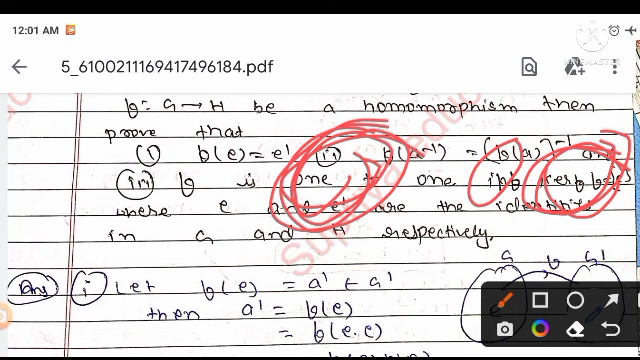 12:01 AM
5_6100211169417496184.pdf
b: G → H be a homomorphism then
prove that
(i) b(e) = e' (ii) b(a⁻¹) = [b(a)]⁻¹ and
(iii) b is one to one iff
where e and e' are the identities
in G and H respectively.
Ans (i) Let b(e) = a' ∈ G'
then a' = b(e)
= b(e.e)
G b G'
e